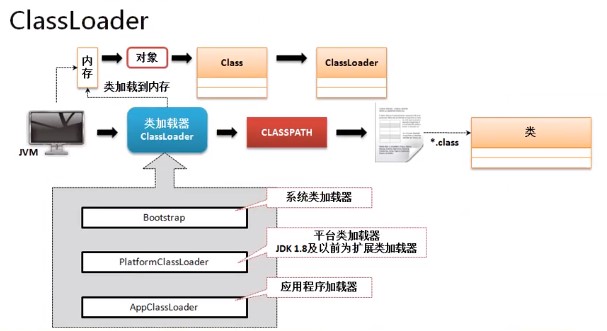 ClassLoader
内存
对象
Class
ClassLoader
类加载到内存
JVM
类加载器
ClassLoader
CLASSPATH
*.class
类
系统类加载器
Bootstrap
平台类加载器
JDK 1.8及以前为扩展类加载器
PlatformClassLoader
应用程序加载器
AppClassLoader